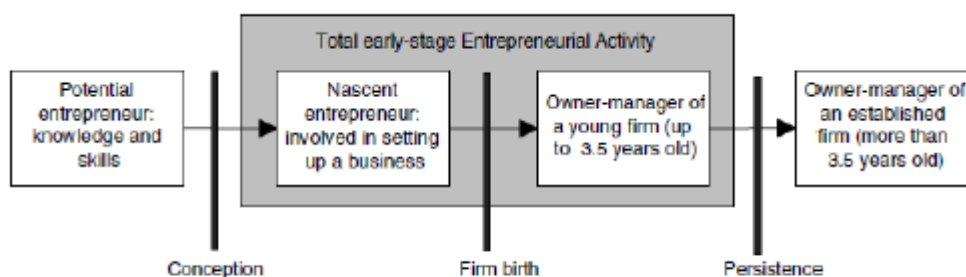 Total early-stage Entrepreneurial Activity
Potential
entrepreneur:
knowledge and
skills
Nascent
entrepreneur:
involved in setting
up a business
Owner-manager of
a young firm (up
to 3.5 years old)
Owner-manager of
an established
firm (more than
3.5 years old)
Conception
Firm birth
Persistence